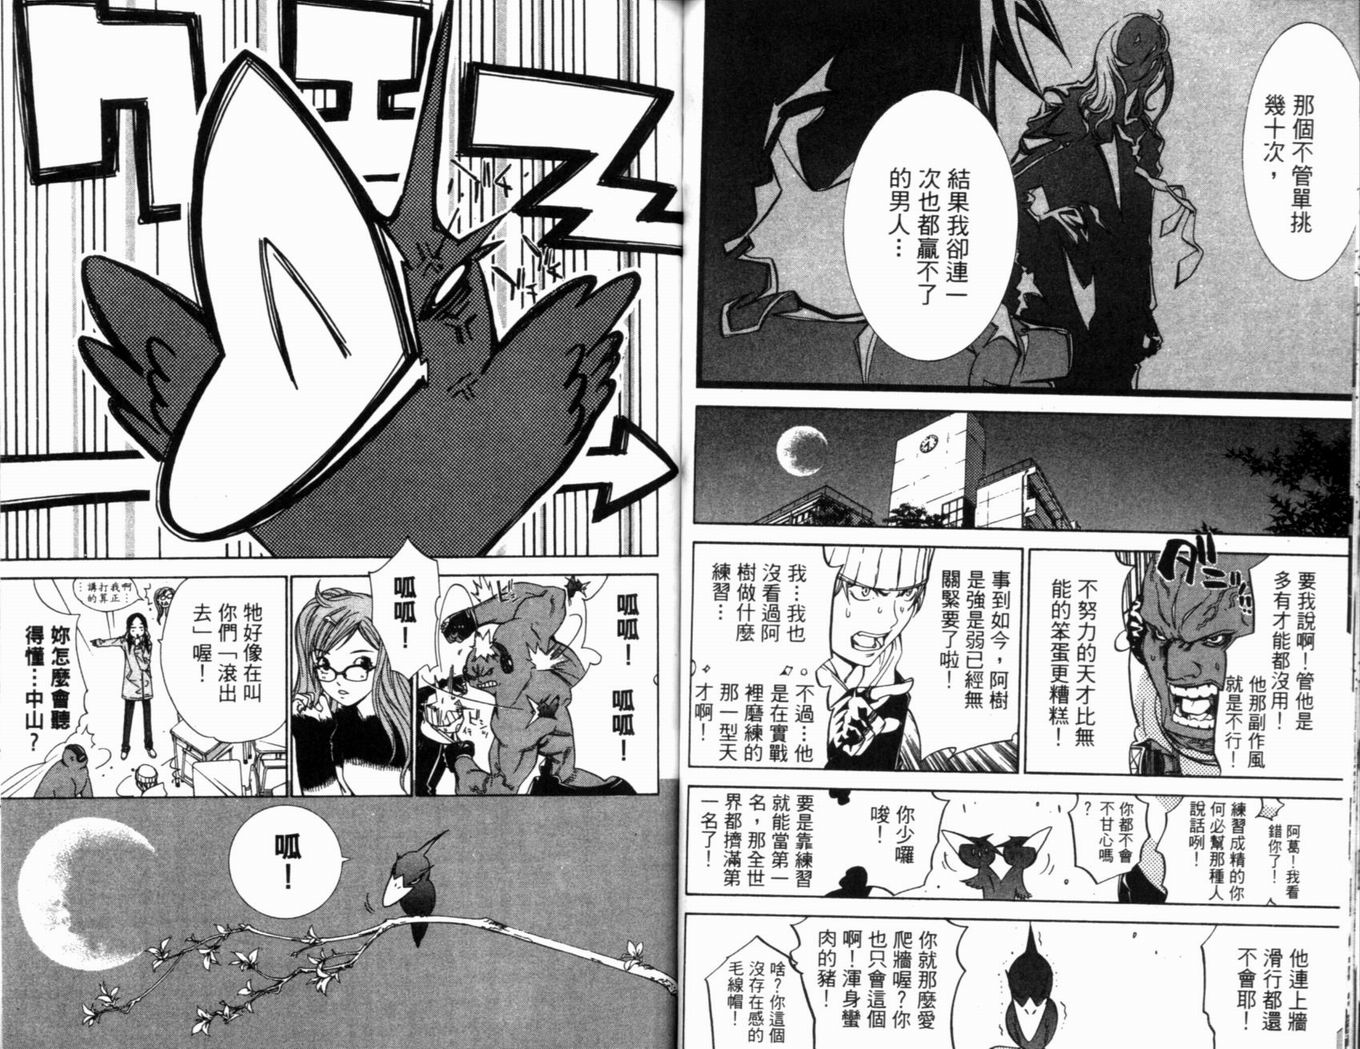 那個不管單挑
幾十次，
結果我卻連一
次也都贏不了
的男人…
要我說啊！管他是
多有才能都沒用！
他那副作風
就是不行！
不努力的天才比無
能的笨蛋更糟糕！
事到如今，阿樹
是強是弱已經無
關緊要了啦！
我…我也
沒看過阿
樹做什麼
練習…
不過…他
是在實戰
裡磨練的
那一型天
才啊！
阿葛！我看
錯你了！
練習成精的你
何必幫那種人
說話咧！
你都不會
不甘心嗎
？
你少囉
唆！
要是靠練習
就能當第一
名，那全世
界都擠滿第
一名了！
他連上牆
滑行都還
不會耶！
你就那麼愛
爬牆喔？你
也只會這個
啊！渾身蠻
肉的豬！
啥？你這個
沒存在感的
毛線帽！
呱！
呱呱！
呱呱！
呱
呱！
牠好像在叫
你們「滾出
去」喔！
妳怎麼會聽
得懂…中山？
呱！